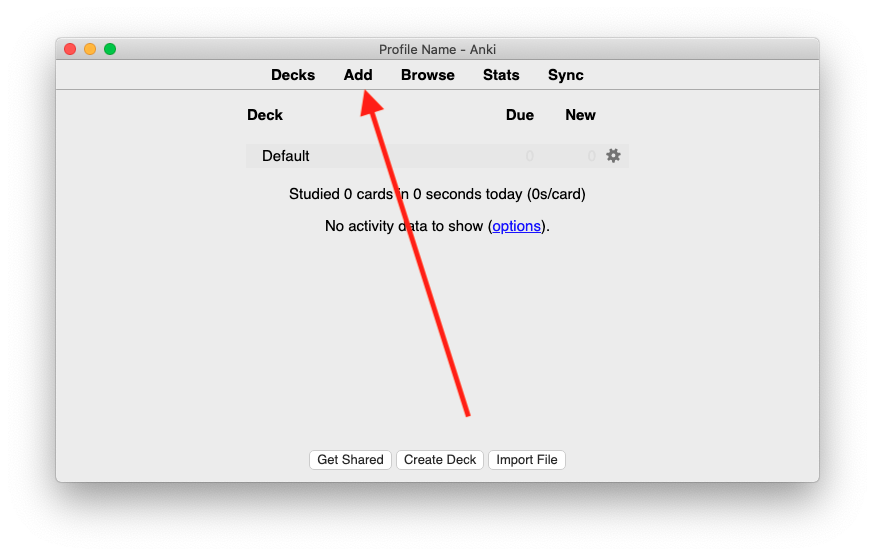 Profile Name - Anki
Decks Add Browse Stats Sync
Deck Due New
Default 0 0
Studied 0 cards in 0 seconds today (0s/card)
No activity data to show (options).
Get Shared Create Deck Import File